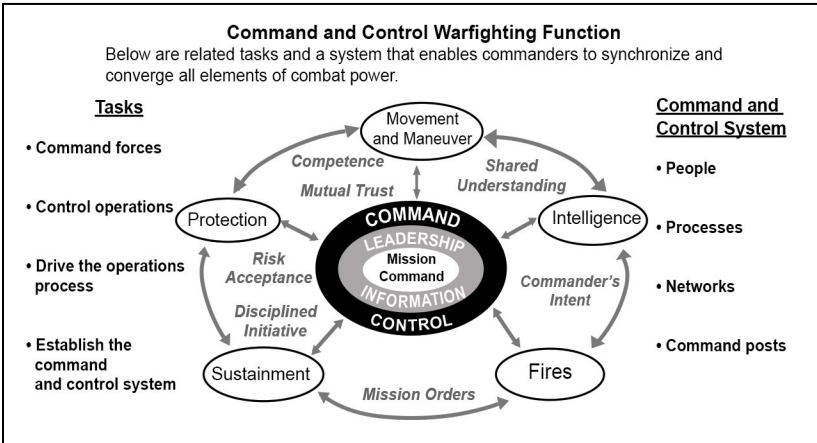 Command and Control Warfighting Function
Below are related tasks and a system that enables commanders to synchronize and
converge all elements of combat power.
Tasks
• Command forces
• Control operations
• Drive the operations
process
• Establish the
command
and control system
Movement
and Maneuver
Competence
Mutual Trust
Shared
Understanding
Protection
Intelligence
COMMAND
LEADERSHIP
Mission
Command
INFORMATION
CONTROL
Risk
Acceptance
Commander's
Intent
Disciplined
Initiative
Sustainment
Mission Orders
Fires
Command and
Control System
• People
• Processes
• Networks
• Command posts